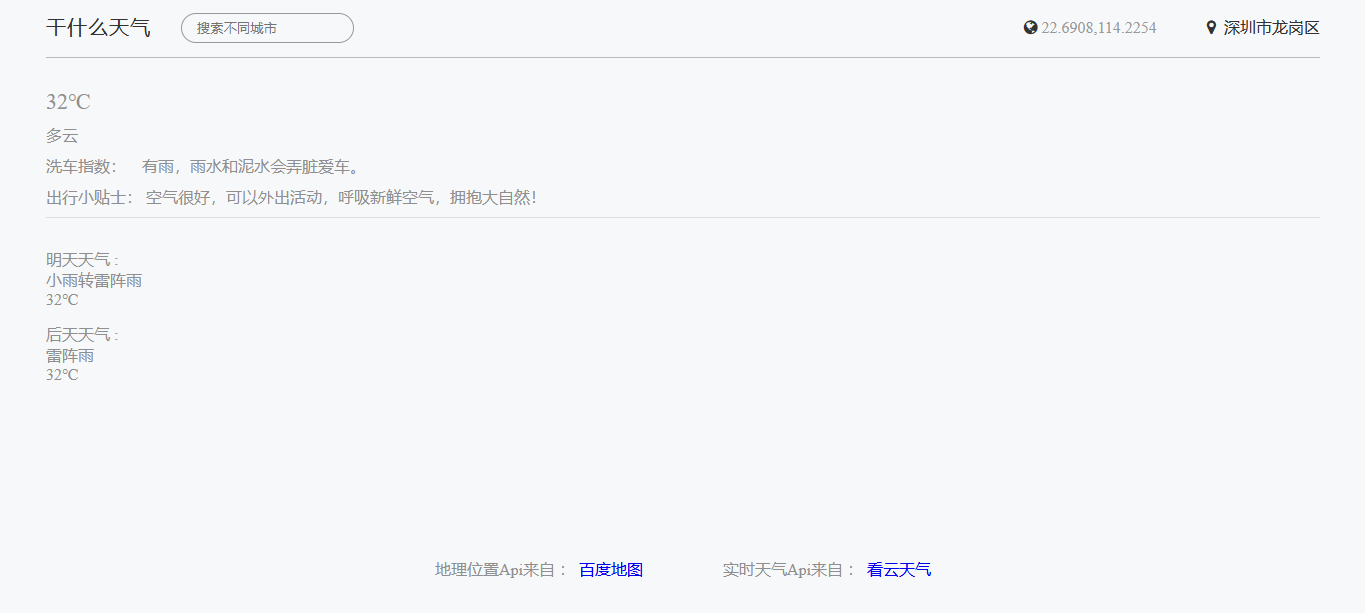 干什么天气 搜索不同城市 22.6908,114.2254 深圳市龙岗区
32℃
多云
洗车指数： 有雨，雨水和泥水会弄脏爱车。
出行小贴士： 空气很好，可以外出活动，呼吸新鲜空气，拥抱大自然！
明天天气 :
小雨转雷阵雨
32℃
后天天气 :
雷阵雨
32℃
地理位置Api来自： 百度地图 实时天气Api来自： 看云天气